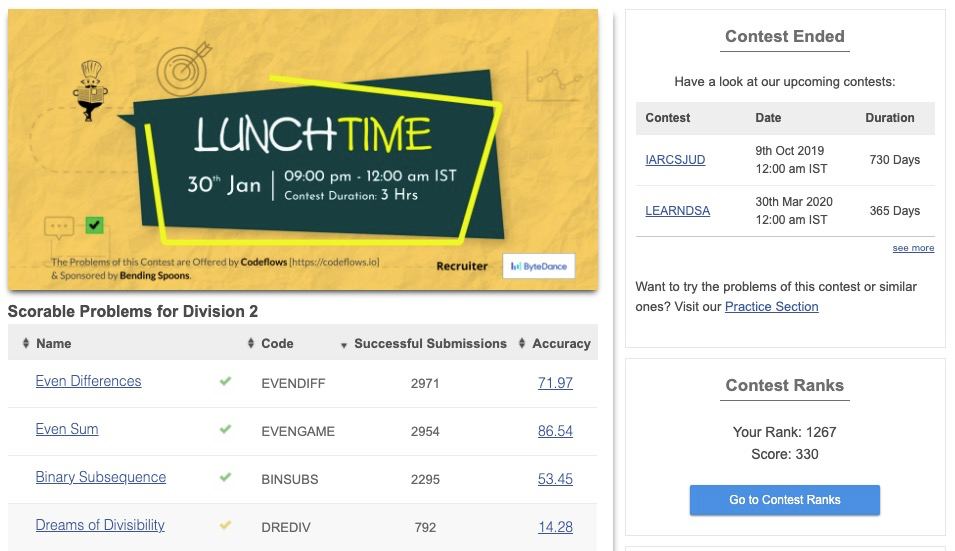 LUNCHTIME
30th Jan
09:00 pm - 12:00 am IST
Contest Duration: 3 Hrs
The Problems of this Contest are Offered by Codeflows [https://codeflows.io]
& Sponsored by Bending Spoons.
Recruiter
ByteDance
Scorable Problems for Division 2
Name Code Successful Submissions Accuracy
Even Differences EVENDIFF 2971 71.97
Even Sum EVENGAME 2954 86.54
Binary Subsequence BINSUBS 2295 53.45
Dreams of Divisibility DREDIV 792 14.28
Contest Ended
Have a look at our upcoming contests:
Contest Date Duration
IARCSJUD 9th Oct 2019 730 Days
12:00 am IST
LEARNDSA 30th Mar 2020 365 Days
12:00 am IST
see more
Want to try the problems of this contest or similar
ones? Visit our Practice Section
Contest Ranks
Your Rank: 1267
Score: 330
Go to Contest Ranks